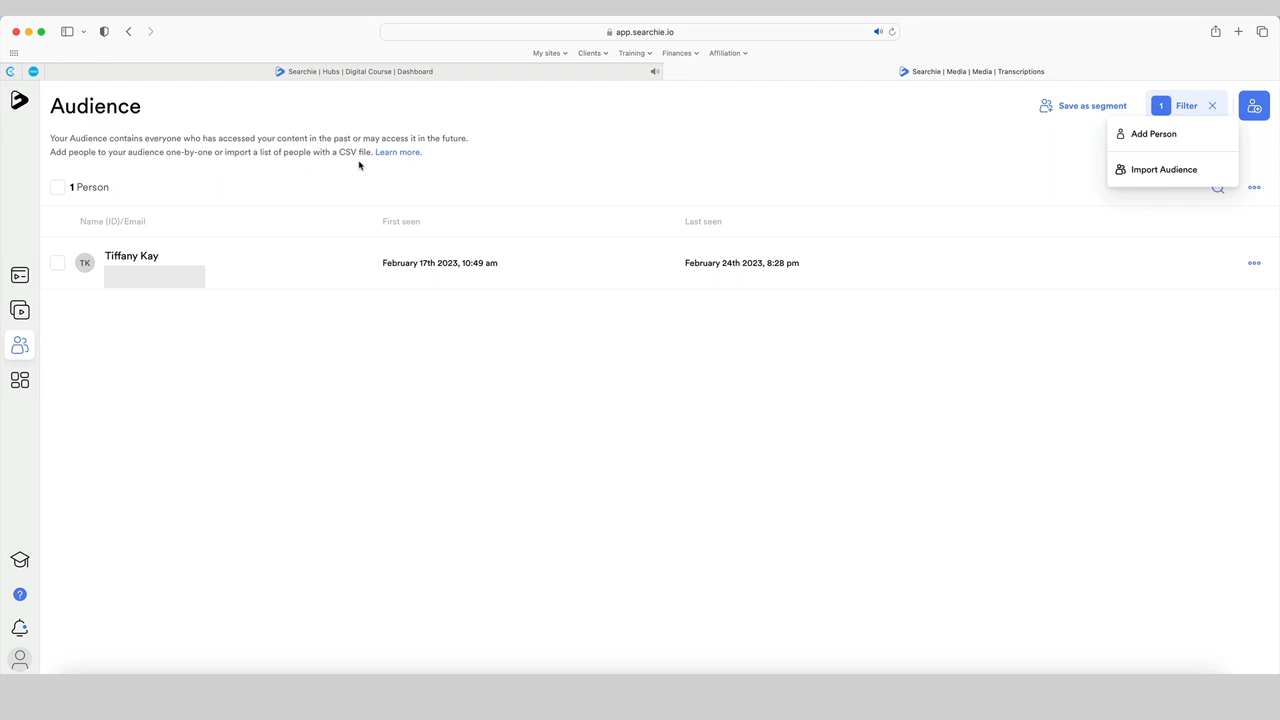 app.searchie.io
My sites
Clients
Training
Finances
Affiliation
Searchie | Hubs | Digital Course | Dashboard
Searchie | Media | Media | Transcriptions
Audience
Save as segment
1 Filter
Your Audience contains everyone who has accessed your content in the past or may access it in the future.
Add people to your audience one-by-one or import a list of people with a CSV file. Learn more.
Add Person
Import Audience
1 Person
Name (ID)/Email First seen Last seen
TK
Tiffany Kay
February 17th 2023, 10:49 am
February 24th 2023, 8:28 pm
?